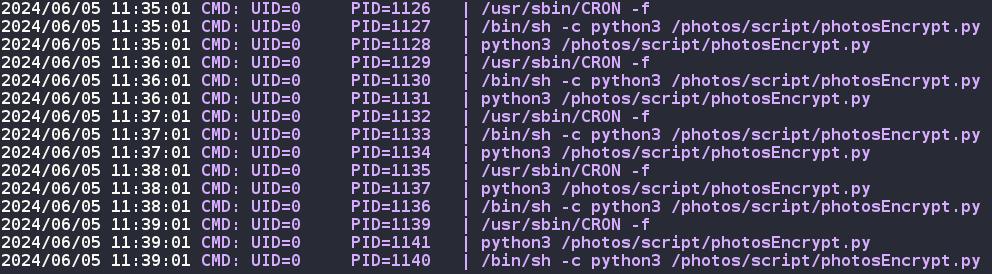 2024/06/05 11:35:01 CMD: UID=0     PID=1126   | /usr/sbin/CRON -f
2024/06/05 11:35:01 CMD: UID=0     PID=1127   | /bin/sh -c python3 /photos/script/photosEncrypt.py
2024/06/05 11:35:01 CMD: UID=0     PID=1128   | python3 /photos/script/photosEncrypt.py
2024/06/05 11:36:01 CMD: UID=0     PID=1129   | /usr/sbin/CRON -f
2024/06/05 11:36:01 CMD: UID=0     PID=1130   | /bin/sh -c python3 /photos/script/photosEncrypt.py
2024/06/05 11:36:01 CMD: UID=0     PID=1131   | python3 /photos/script/photosEncrypt.py
2024/06/05 11:37:01 CMD: UID=0     PID=1132   | /usr/sbin/CRON -f
2024/06/05 11:37:01 CMD: UID=0     PID=1133   | /bin/sh -c python3 /photos/script/photosEncrypt.py
2024/06/05 11:37:01 CMD: UID=0     PID=1134   | python3 /photos/script/photosEncrypt.py
2024/06/05 11:38:01 CMD: UID=0     PID=1135   | /usr/sbin/CRON -f
2024/06/05 11:38:01 CMD: UID=0     PID=1137   | python3 /photos/script/photosEncrypt.py
2024/06/05 11:38:01 CMD: UID=0     PID=1136   | /bin/sh -c python3 /photos/script/photosEncrypt.py
2024/06/05 11:39:01 CMD: UID=0     PID=1139   | /usr/sbin/CRON -f
2024/06/05 11:39:01 CMD: UID=0     PID=1141   | python3 /photos/script/photosEncrypt.py
2024/06/05 11:39:01 CMD: UID=0     PID=1140   | /bin/sh -c python3 /photos/script/photosEncrypt.py